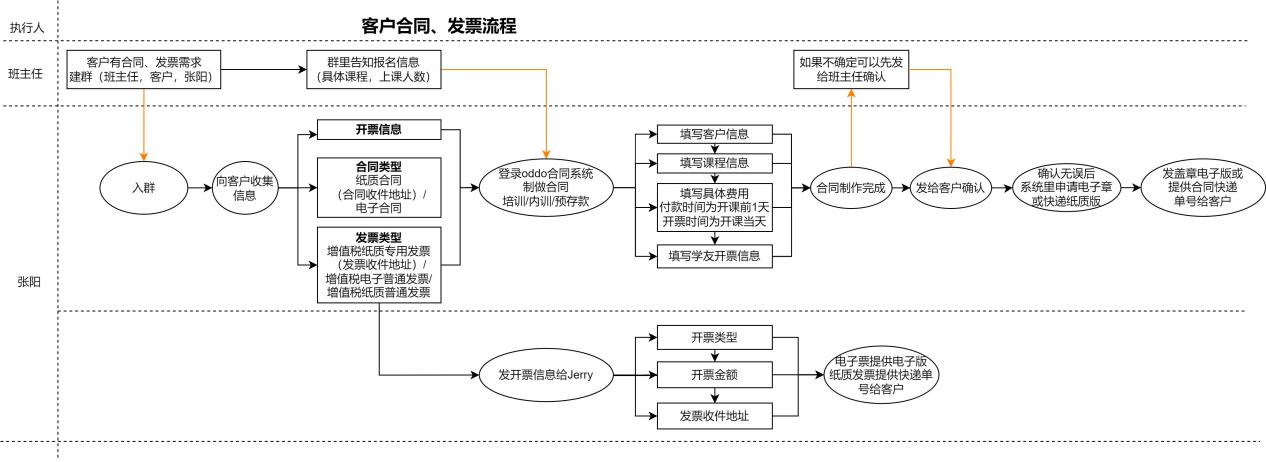 执行人
客户合同、发票流程
班主任
客户有合同、发票需求
建群（班主任，客户，张阳）
群里告知报名信息
（具体课程，上课人数）
如果不确定可以先发
给班主任确认
张阳
入群
向客户收集
信息
开票信息
合同类型
纸质合同
（合同收件地址）/
电子合同
发票类型
增值税纸质专用发票
（发票收件地址）/
增值税电子普通发票/
增值税纸质普通发票
登录oddo合同系统
制做合同
培训/内训/预存款
填写客户信息
填写课程信息
填写具体费用
付款时间为开课前1天
开票时间为开课当天
填写学友开票信息
合同制作完成
发给客户确认
确认无误后
系统里申请电子章
或快递纸质版
发盖章电子版或
提供合同快递
单号给客户
发开票信息给Jerry
开票类型
开票金额
发票收件地址
电子票提供电子版
纸质发票提供快递单
号给客户